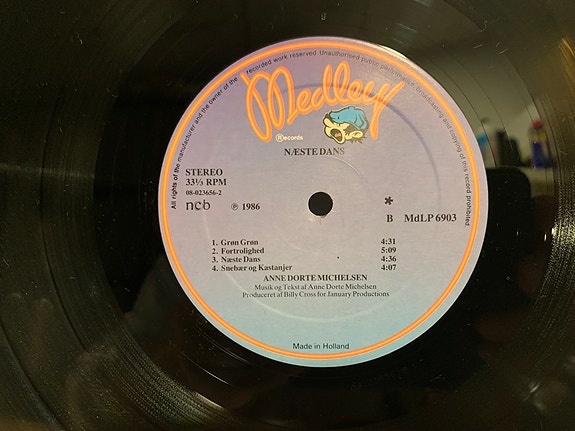 All rights of the manufacturer and the owner of the recorded work reserved. Unauthorised public performance, broadcasting and copying of this record prohibited.
Medley
Records
NÆSTE DANS
STEREO
33⅓ RPM
08-023656-2
ncb ℗ 1986
*
B MdLP 6903
1. Grøn Grøn 4:31
2. Fortrolighed 5:09
3. Næste Dans 4:36
4. Snebær og Kastanjer 4:07
ANNE DORTE MICHELSEN
Musik og Tekst af Anne Dorte Michelsen
Produceret af Billy Cross for January Productions
Made in Holland